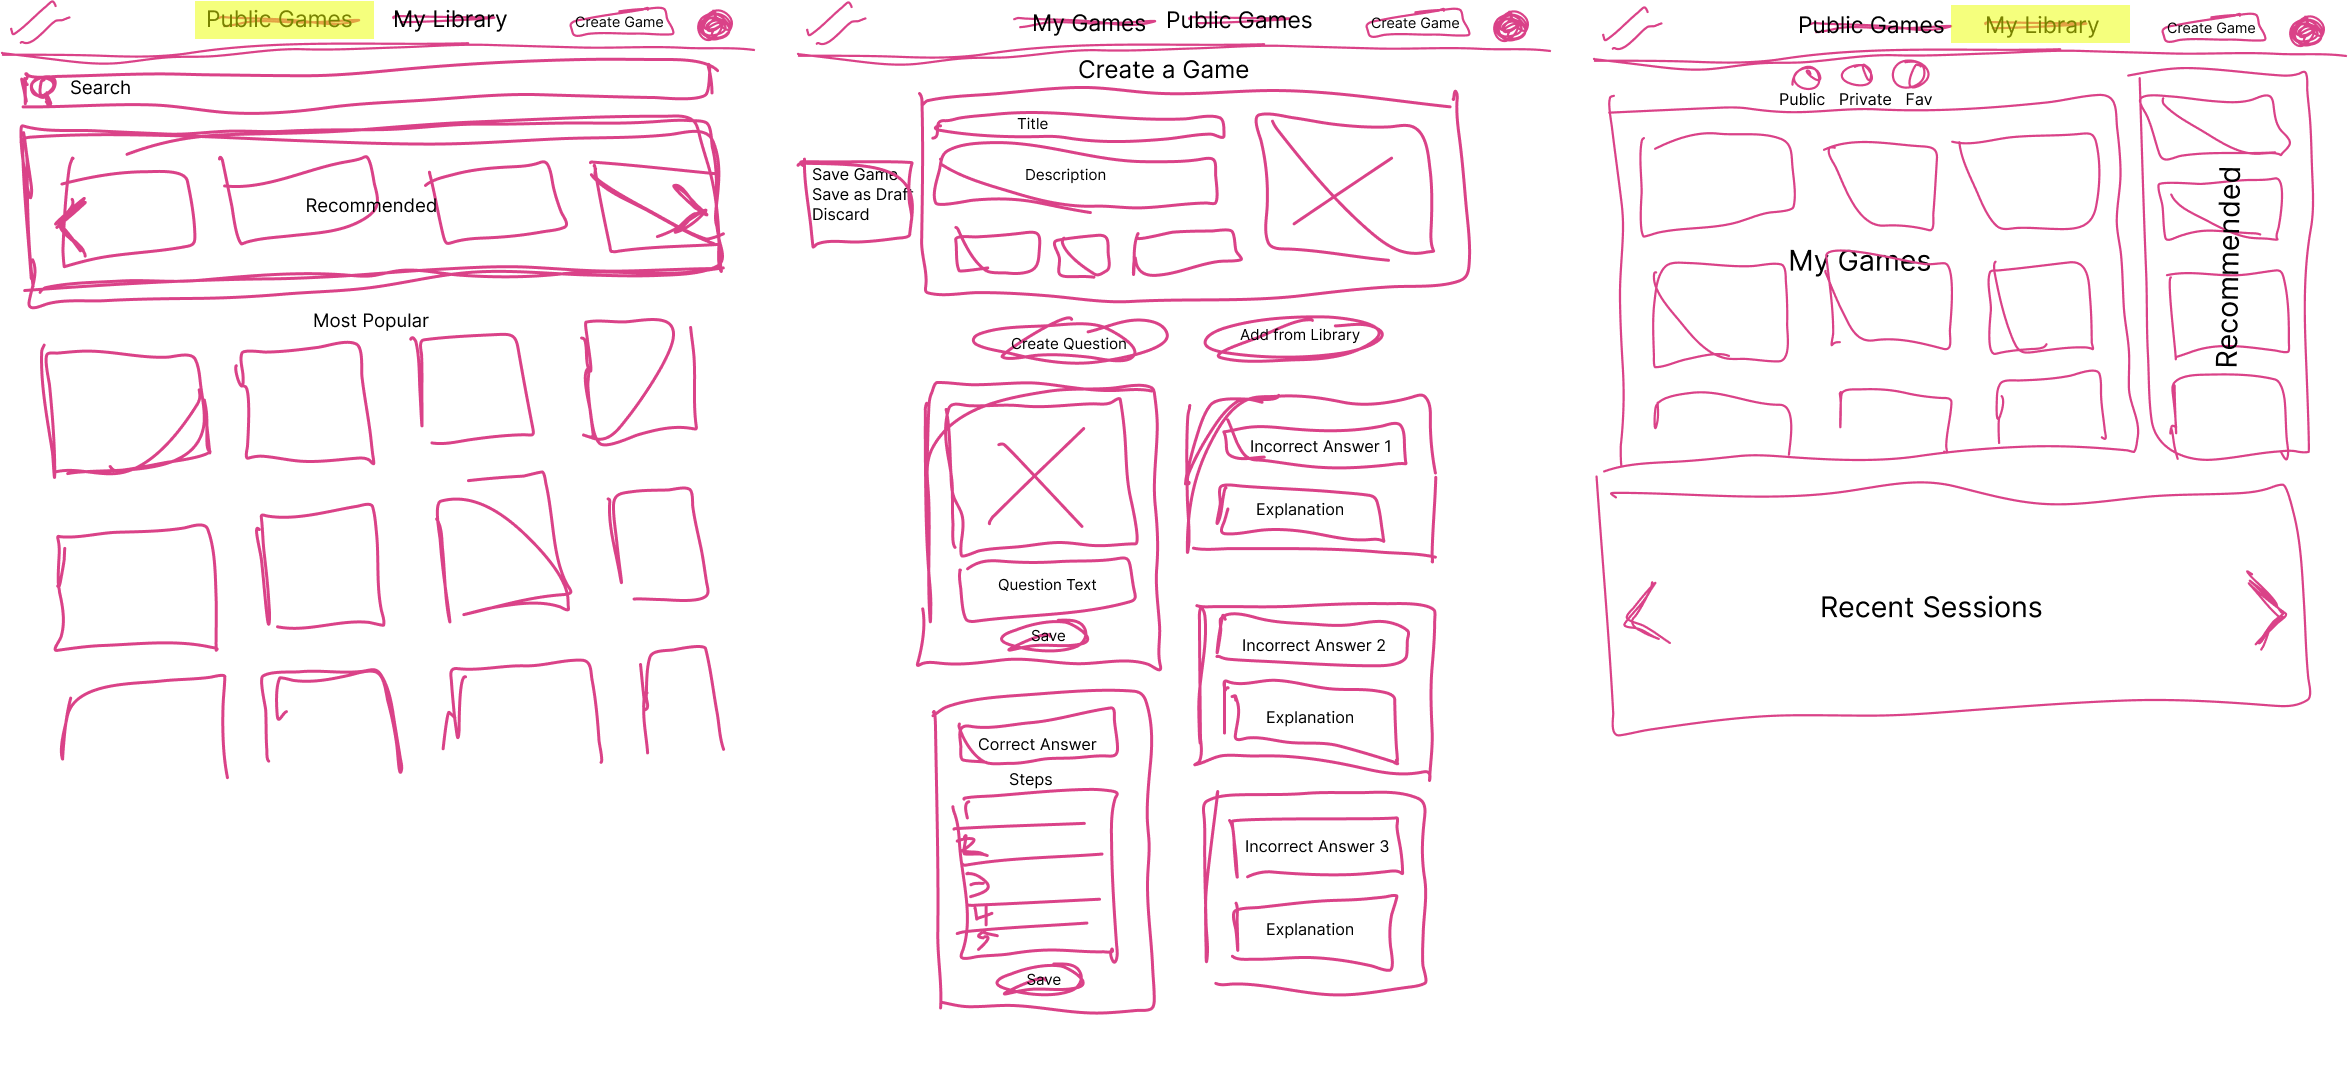 Public Games
My Library
Create Game
Search
Recommended
Most Popular
My Games
Public Games
Create Game
Create a Game
Title
Description
Save Game
Save as Draft
Discard
Create Question
Add from Library
Question Text
Save
Incorrect Answer 1
Explanation
Incorrect Answer 2
Explanation
Correct Answer
Steps
1
2
3
4
5
Save
Incorrect Answer 3
Explanation
Public Games
My Library
Create Game
Public
Private
Fav
My Games
Recommended
Recent Sessions